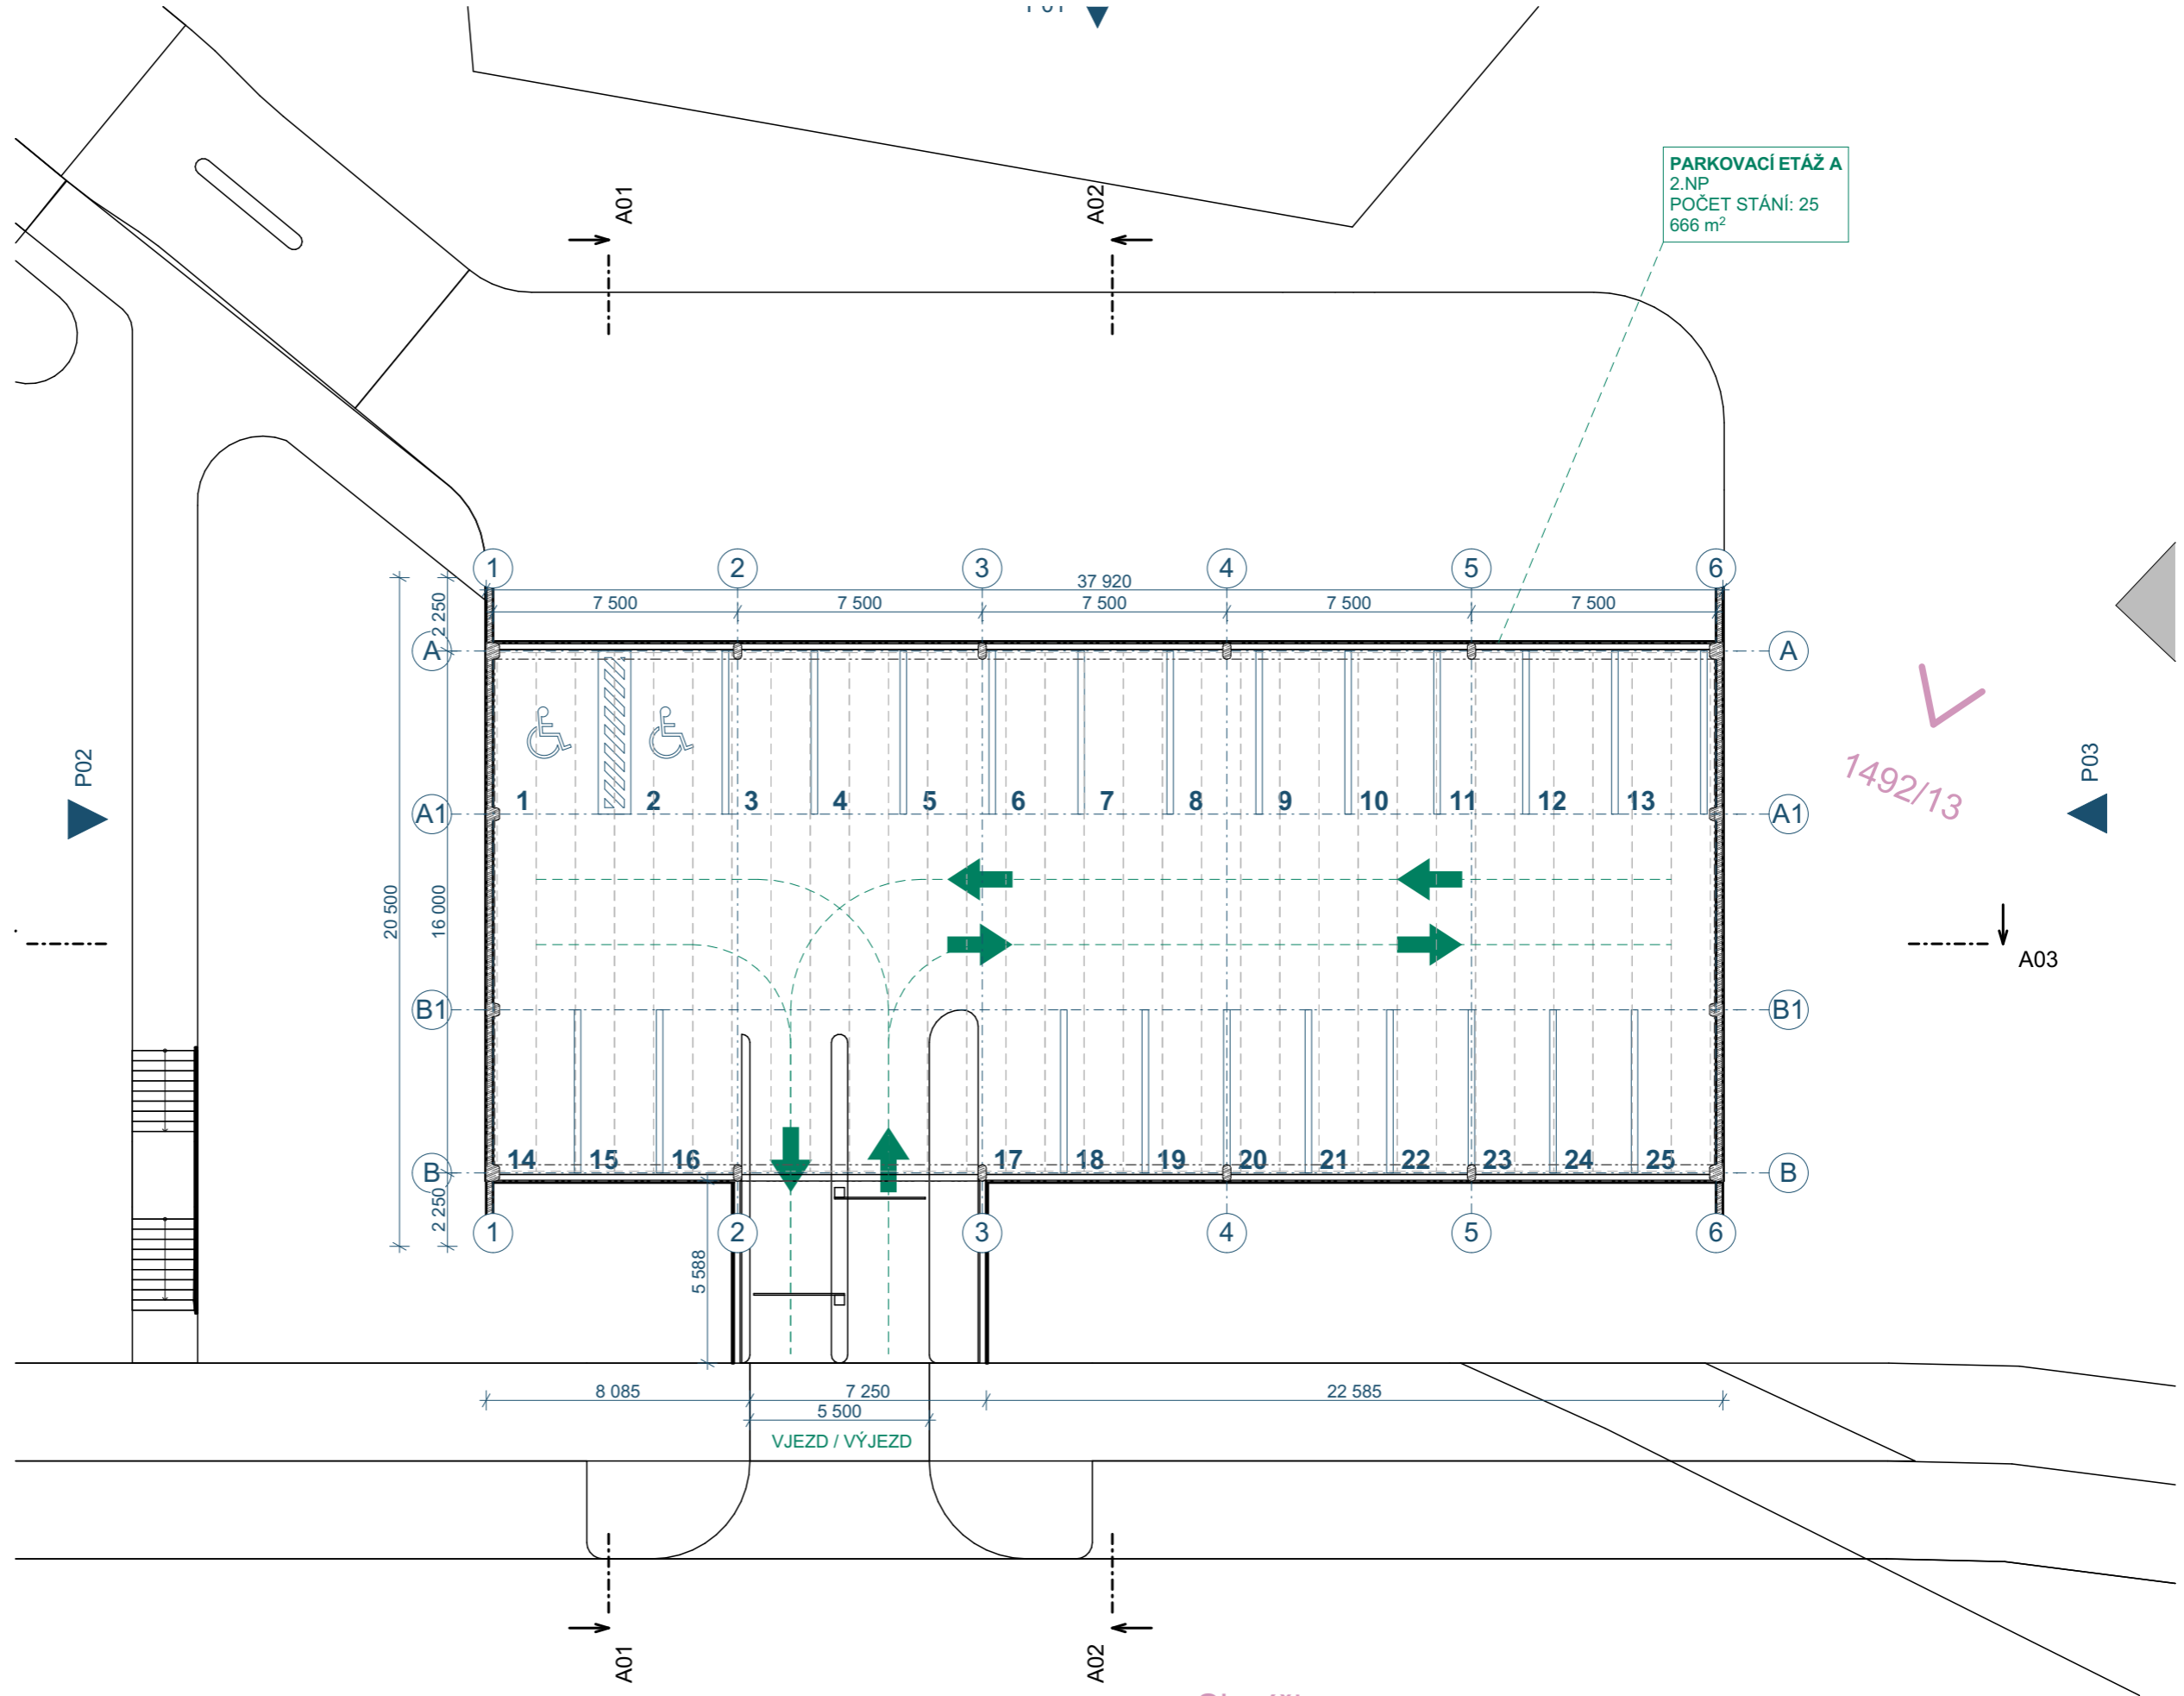 A01
A02
PARKOVACÍ ETÁŽ A
2.NP
POČET STÁNÍ: 25
666 m²
1
2
3
4
5
6
37 920
7 500
7 500
7 500
7 500
7 500
2 250
A
A
P02
1492/13
P03
1
2
3
4
5
6
7
8
9
10
11
12
13
A1
A1
20 500
16 000
A03
B1
B1
14
15
16
17
18
19
20
21
22
23
24
25
B
B
2 250
1
2
3
4
5
6
5 588
8 085
7 250
22 585
5 500
VJEZD / VÝJEZD
A01
A02